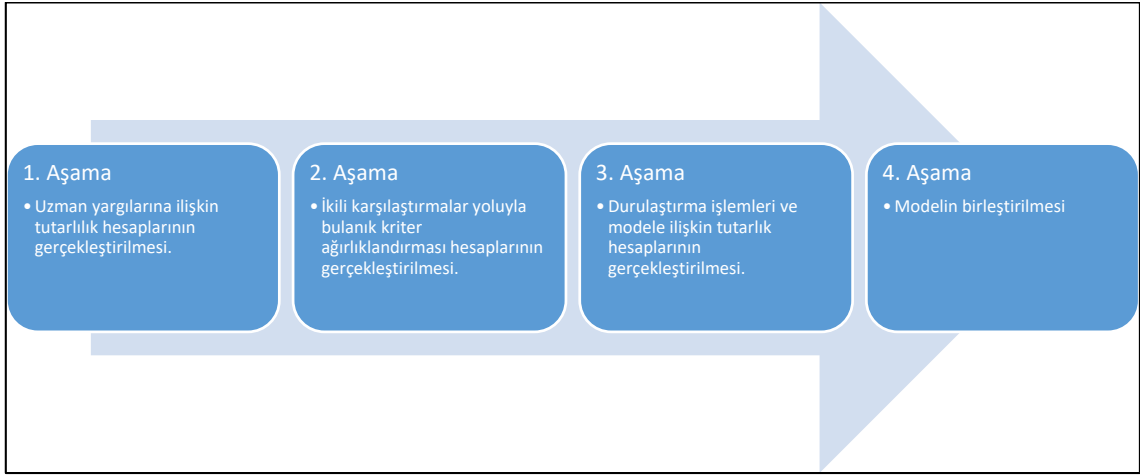 1. Aşama
• Uzman yargılarına ilişkin
tutarlılık hesaplarının
gerçekleştirilmesi.
2. Aşama
• İkili karşılaştırmalar yoluyla
bulanık kriter
ağırlıklandırması hesaplarının
gerçekleştirilmesi.
3. Aşama
• Durulaştırma işlemleri ve
modele ilişkin tutarlık
hesaplarının
gerçekleştirilmesi.
4. Aşama
• Modelin birleştirilmesi